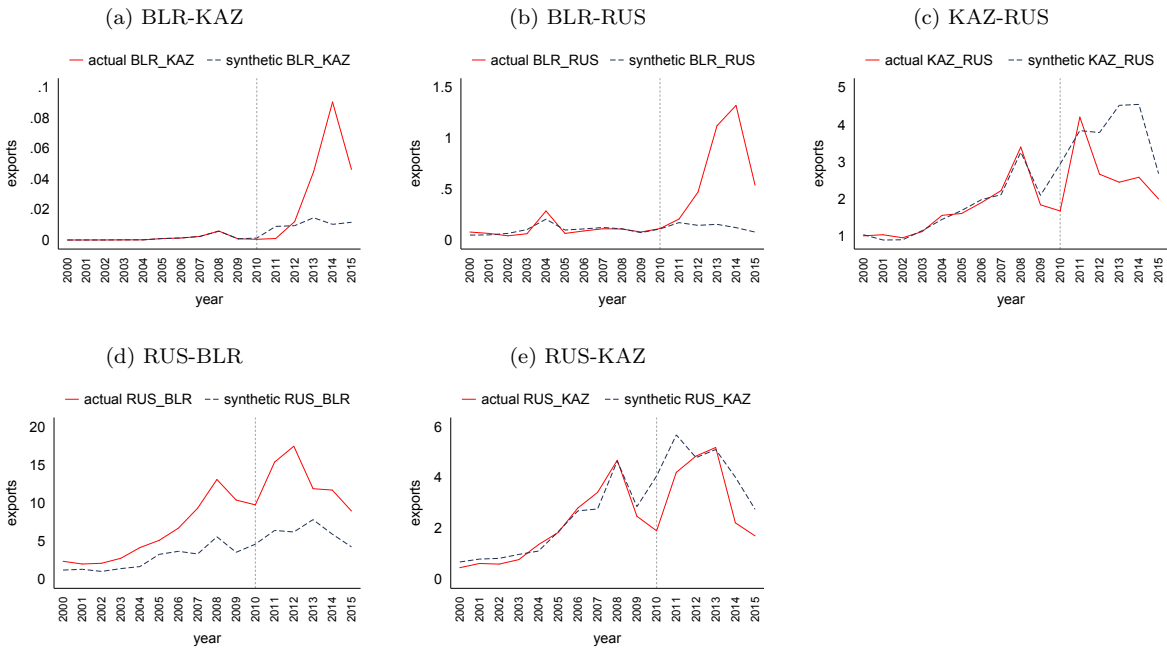 (a) BLR-KAZ
actual BLR_KAZ synthetic BLR_KAZ
.1
.08
.06
.04
.02
0
exports
2000 2001 2002 2003 2004 2005 2006 2007 2008 2009 2010 2011 2012 2013 2014 2015
year
(b) BLR-RUS
actual BLR_RUS synthetic BLR_RUS
1.5
1
.5
0
exports
2000 2001 2002 2003 2004 2005 2006 2007 2008 2009 2010 2011 2012 2013 2014 2015
year
(c) KAZ-RUS
actual KAZ_RUS synthetic KAZ_RUS
5
4
3
2
1
exports
2000 2001 2002 2003 2004 2005 2006 2007 2008 2009 2010 2011 2012 2013 2014 2015
year
(d) RUS-BLR
actual RUS_BLR synthetic RUS_BLR
20
15
10
5
0
exports
2000 2001 2002 2003 2004 2005 2006 2007 2008 2009 2010 2011 2012 2013 2014 2015
year
(e) RUS-KAZ
actual RUS_KAZ synthetic RUS_KAZ
6
4
2
0
exports
2000 2001 2002 2003 2004 2005 2006 2007 2008 2009 2010 2011 2012 2013 2014 2015
year